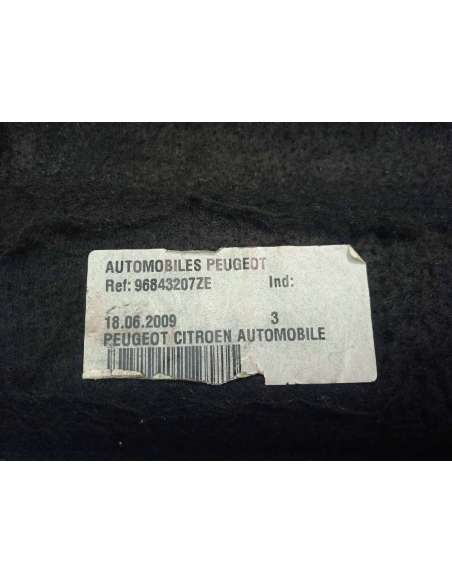 AUTOMOBILES PEUGEOT
Ref: 96843207ZE Ind:
18.06.2009 3
PEUGEOT CITROEN AUTOMOBILE